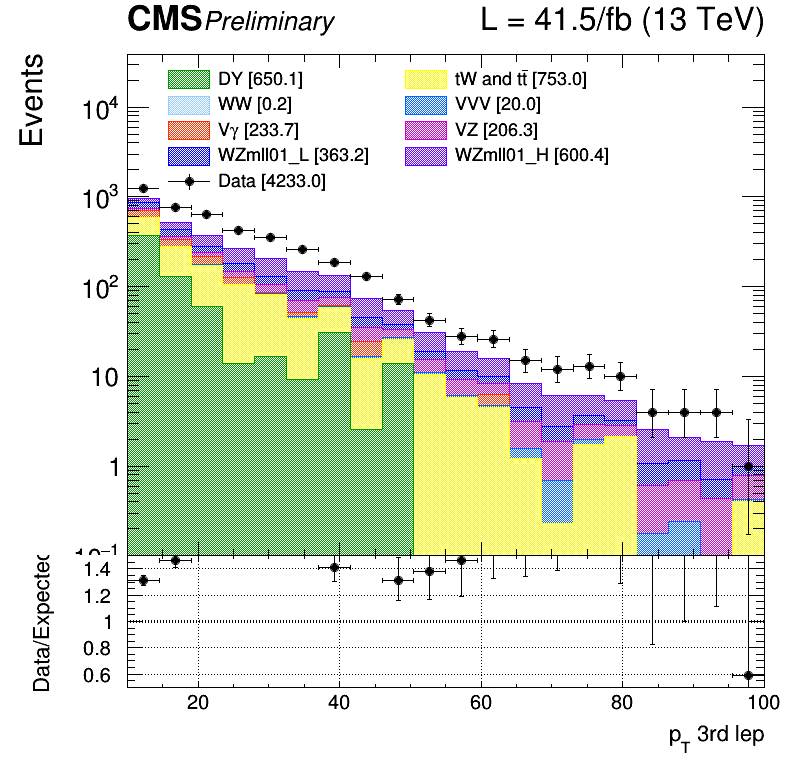 CMS Preliminary L = 41.5/fb (13 TeV)
Events
DY [650.1] tW and tt̄ [753.0]
WW [0.2] VVV [20.0]
Vγ [233.7] VZ [206.3]
WZmll01_L [363.2] WZmll01_H [600.4]
Data [4233.0]
10⁴
10³
10²
10
1
10⁻¹
Data/Expected
1.4
1.2
1
0.8
0.6
20 40 60 80 100
p_T 3rd lep